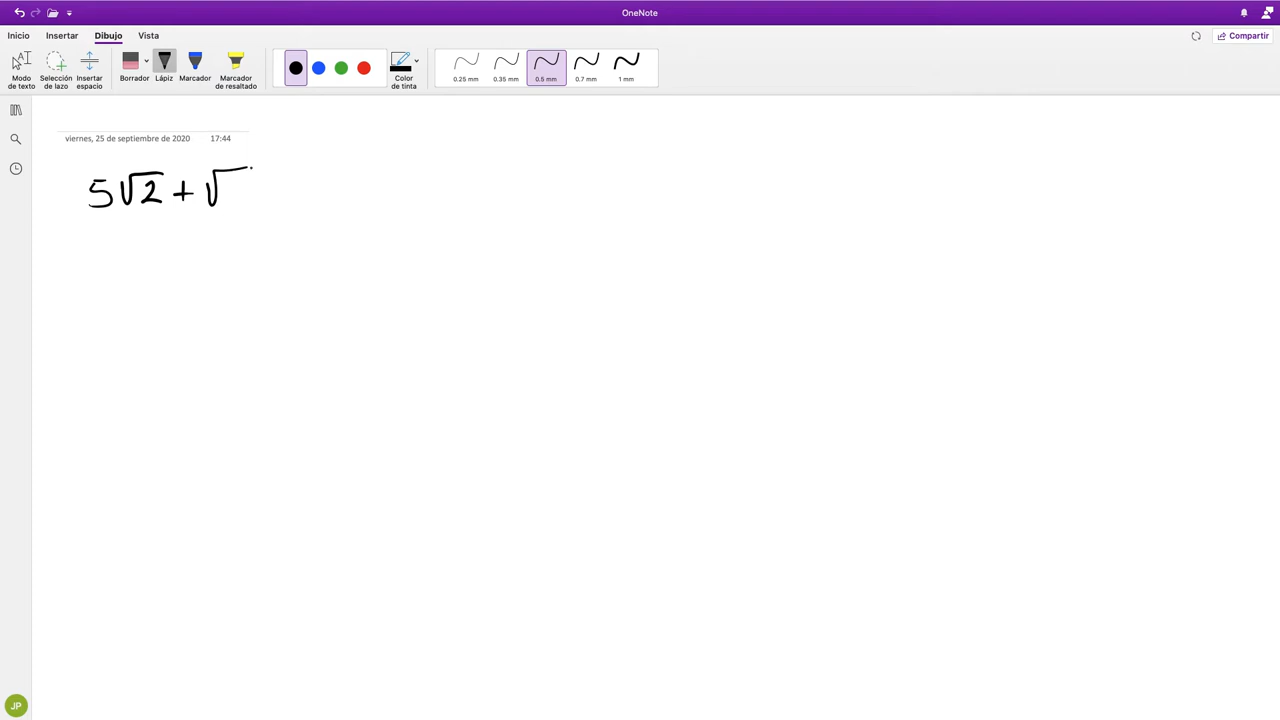 OneNote
Inicio Insertar Dibujo Vista Compartir
Modo de texto Selección de lazo Insertar espacio Borrador Lápiz Marcador Marcador de resaltado Color de tinta 0.25 mm 0.35 mm 0.5 mm 0.7 mm 1 mm
viernes, 25 de septiembre de 2020 17:44
5√2 + √
JP